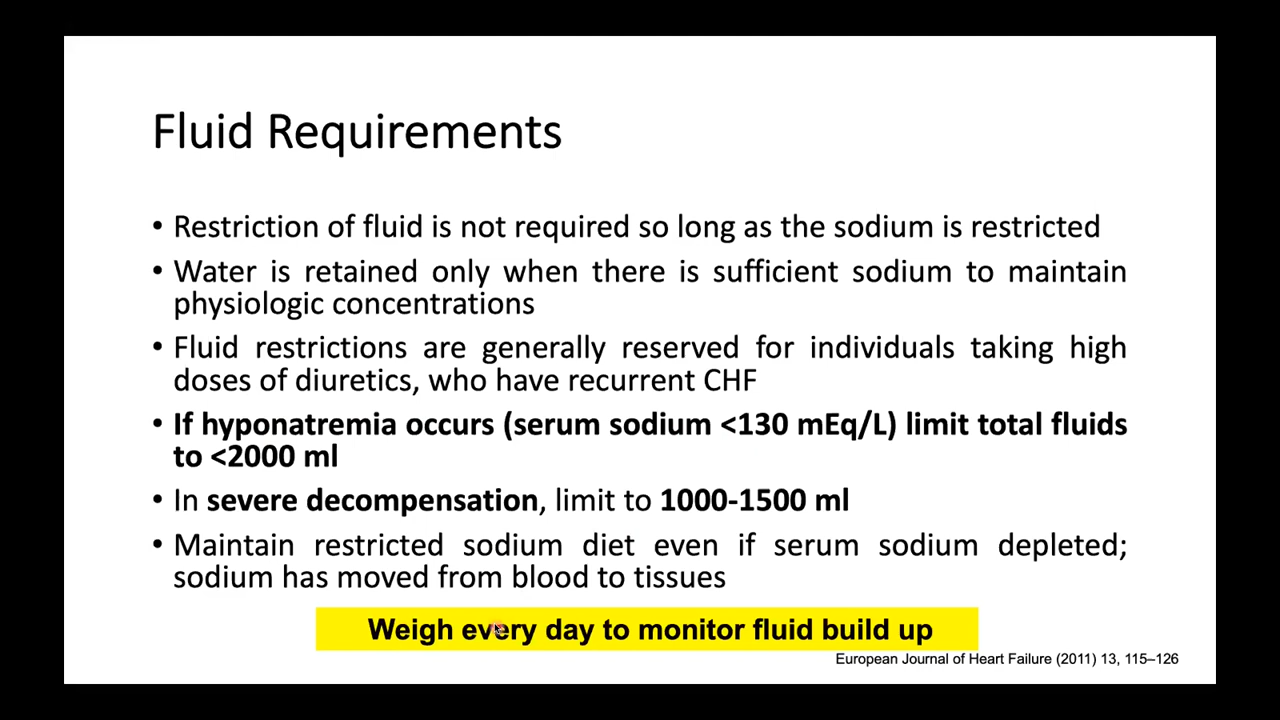 Fluid Requirements
• Restriction of fluid is not required so long as the sodium is restricted
• Water is retained only when there is sufficient sodium to maintain
physiologic concentrations
• Fluid restrictions are generally reserved for individuals taking high
doses of diuretics, who have recurrent CHF
• If hyponatremia occurs (serum sodium <130 mEq/L) limit total fluids
to <2000 ml
• In severe decompensation, limit to 1000-1500 ml
• Maintain restricted sodium diet even if serum sodium depleted;
sodium has moved from blood to tissues
Weigh every day to monitor fluid build up
European Journal of Heart Failure (2011) 13, 115–126